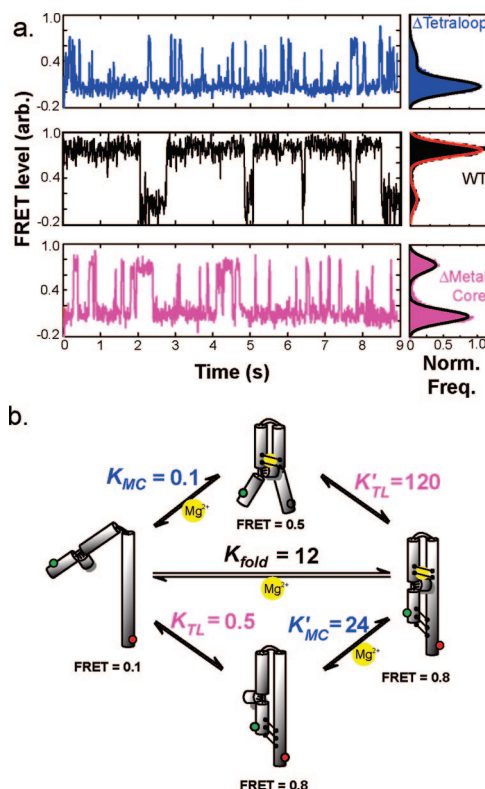 a.
FRET level (arb.)
1.0
0.4
-0.2
ΔTetraloop
1.0
0.4
-0.2
WT
1.0
0.4
-0.2
ΔMetal
Core
0 1 2 3 4 5 6 7 8 9
Time (s)
0.0 0.5 1.0
Norm.
Freq.
b.
K_MC = 0.1
Mg2+
FRET = 0.5
K'_TL = 120
K_fold = 12
Mg2+
FRET = 0.1
FRET = 0.8
K_TL = 0.5
K'_MC = 24
Mg2+
FRET = 0.8